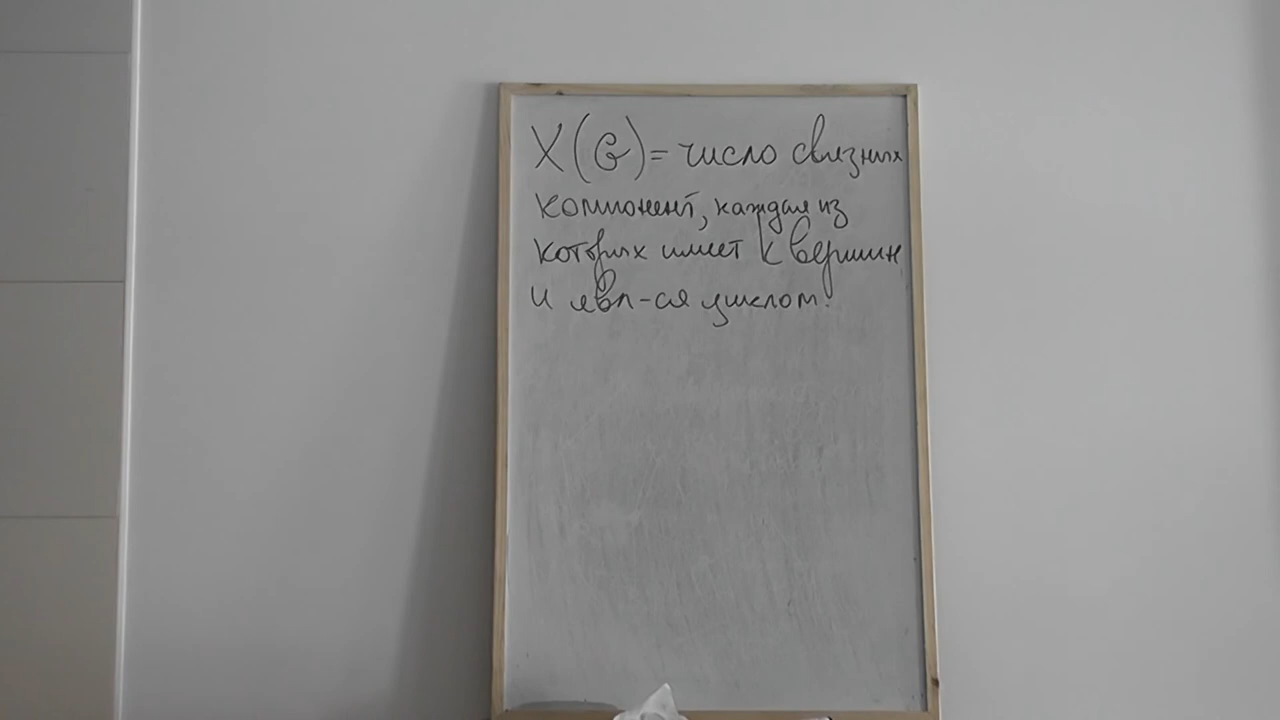 X(G) = число связных
компонент, каждая из
которых имеет k вершин
и явл-ся циклом.